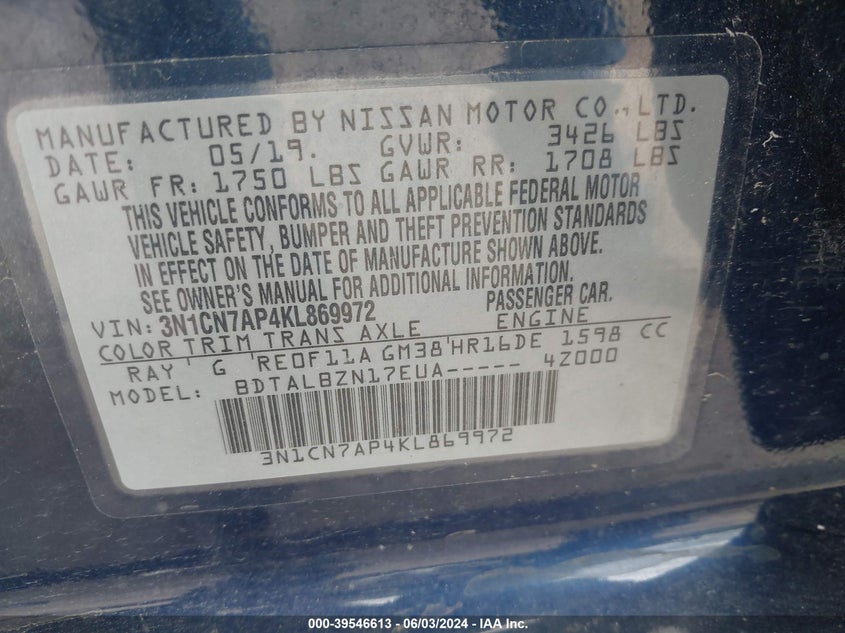 MANUFACTURED BY NISSAN MOTOR CO., LTD.
DATE: 05/19. GVWR: 3426 LBS
GAWR FR: 1750 LBS GAWR RR: 1708 LBS
THIS VEHICLE CONFORMS TO ALL APPLICABLE FEDERAL MOTOR
VEHICLE SAFETY, BUMPER AND THEFT PREVENTION STANDARDS
IN EFFECT ON THE DATE OF MANUFACTURE SHOWN ABOVE.
SEE OWNER'S MANUAL FOR ADDITIONAL INFORMATION.
VIN: 3N1CN7AP4KL869972 PASSENGER CAR.
COLOR TRIM TRANS AXLE ENGINE
RAY ' G 'RE0F11A GM38'HR16DE 1598 CC
MODEL: BDTALBZN17EUA----- 4Z000
3N1CN7AP4KL869972
000-39546613 - 06/03/2024 - IAA Inc.